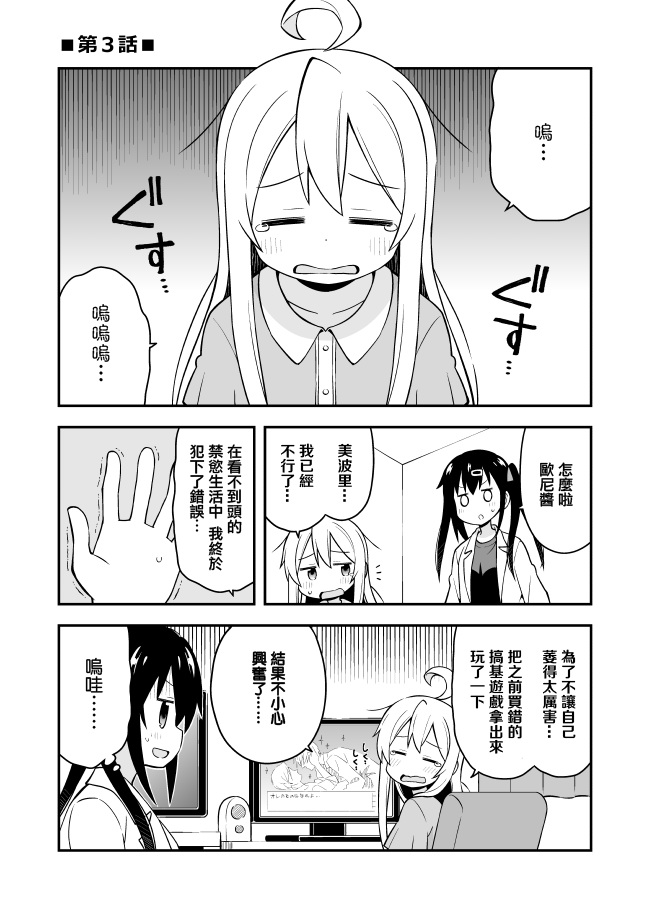 ■第3話■
嗚…
ぐす…
ぐす…
嗚
嗚
嗚…
怎麼啦
歐尼醬
美波里…
我已經
不行了…
在看不到頭的
禁慾生活中 我終於
犯下了錯誤…
為了不讓自己
萎得太厲害…
把之前買錯的
搞基遊戲拿出來
玩了一下
結果不小心
興奮了……
嗚哇……